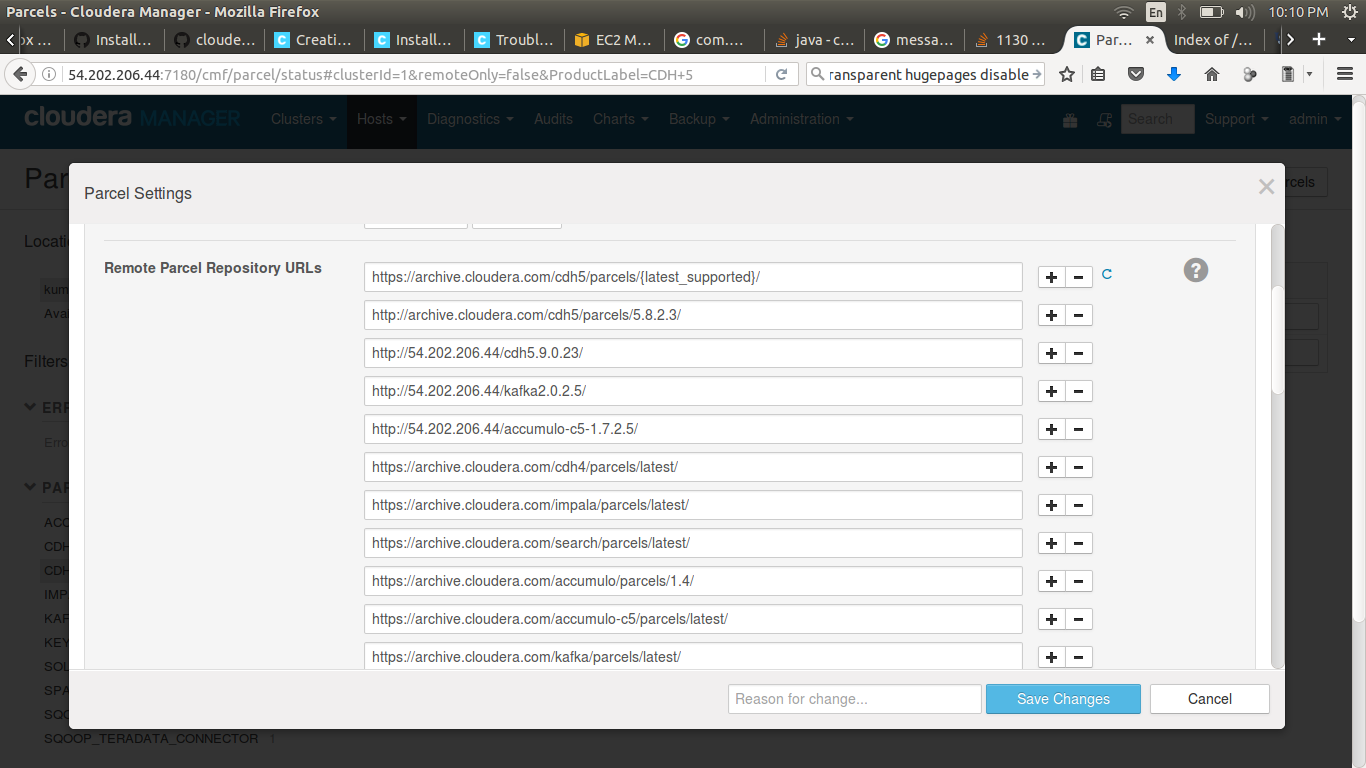 Parcels - Cloudera Manager - Mozilla Firefox
En
10:10 PM
ox ...
Install...
cloude...
Creati...
Install...
Troubl...
EC2 M...
com....
java - c...
messa...
1130 ...
Par...
Index of /...
54.202.206.44:7180/cmf/parcel/status#clusterId=1&remoteOnly=false&ProductLabel=CDH+5
ransparent hugepages disable
cloudera MANAGER
Clusters
Hosts
Diagnostics
Audits
Charts
Backup
Administration
Search
Support
admin
Par
rcels
Parcel Settings
Locati
kum
Avai
Filters
ERR
Erro
PAR
ACC
CDH
CDH
IMP
KAF
KEY
SOL
SPA
SQO
SQOOP_TERADATA_CONNECTOR 1
Remote Parcel Repository URLs
https://archive.cloudera.com/cdh5/parcels/{latest_supported}/
http://archive.cloudera.com/cdh5/parcels/5.8.2.3/
http://54.202.206.44/cdh5.9.0.23/
http://54.202.206.44/kafka2.0.2.5/
http://54.202.206.44/accumulo-c5-1.7.2.5/
https://archive.cloudera.com/cdh4/parcels/latest/
https://archive.cloudera.com/impala/parcels/latest/
https://archive.cloudera.com/search/parcels/latest/
https://archive.cloudera.com/accumulo/parcels/1.4/
https://archive.cloudera.com/accumulo-c5/parcels/latest/
https://archive.cloudera.com/kafka/parcels/latest/
Reason for change...
Save Changes
Cancel